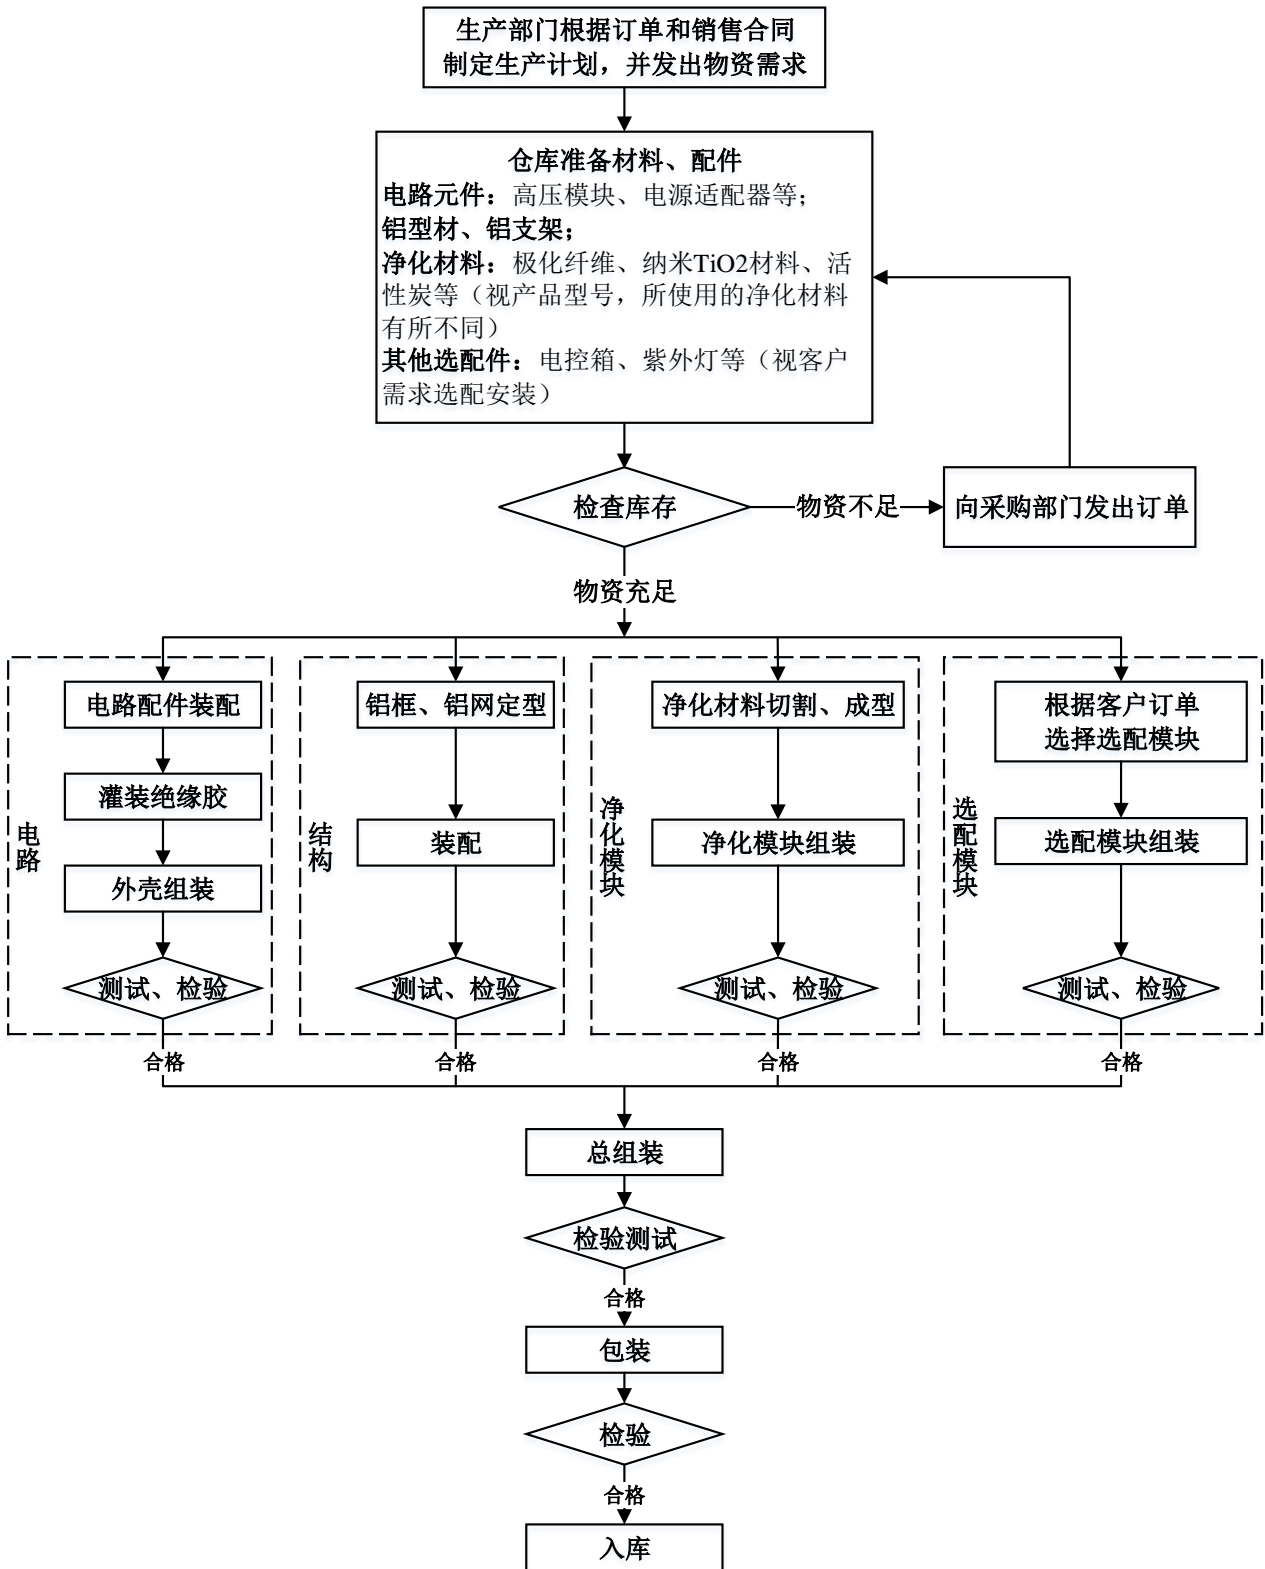 生产部门根据订单和销售合同
制定生产计划，并发出物资需求
仓库准备材料、配件
电路元件：高压模块、电源适配器等；
铝型材、铝支架；
净化材料：极化纤维、纳米TiO2材料、活
性炭等（视产品型号，所使用的净化材料
有所不同）
其他选配件：电控箱、紫外灯等（视客户
需求选配安装）
检查库存
物资不足
向采购部门发出订单
物资充足
电路
电路配件装配
灌装绝缘胶
外壳组装
测试、检验
合格
结构
铝框、铝网定型
装配
测试、检验
合格
净化模块
净化材料切割、成型
净化模块组装
测试、检验
合格
选配模块
根据客户订单
选择选配模块
选配模块组装
测试、检验
合格
总组装
检验测试
合格
包装
检验
合格
入库